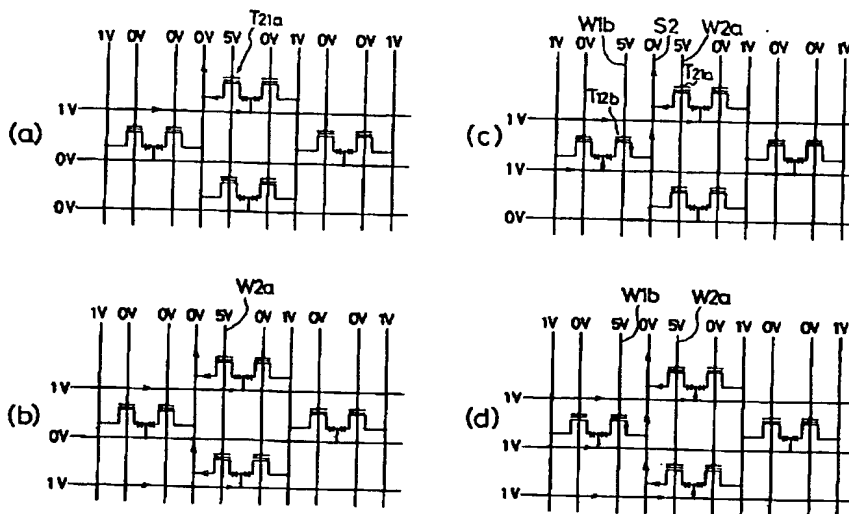 T21a
1V 0V 0V 0V 5V 0V 1V 0V 0V 1V
1V
(a)
0V
0V
W1b S2 W2a
1V 0V 5V 0V 5V 0V 1V 0V 0V 1V
T21a
T12b
1V
(c)
1V
0V
W2a
1V 0V 0V 0V 5V 0V 1V 0V 0V 1V
1V
(b)
0V
1V
W1b W2a
1V 0V 5V 0V 5V 0V 1V 0V 0V 1V
1V
(d)
1V
1V